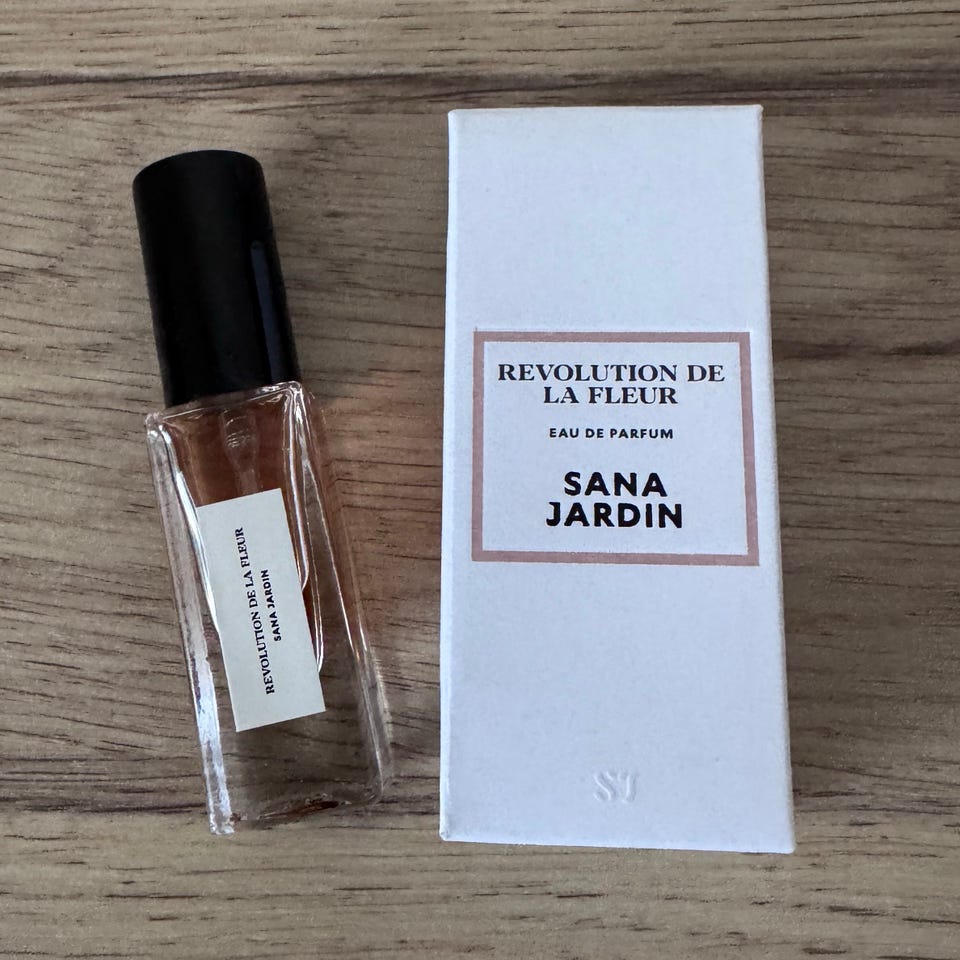 REVOLUTION DE LA FLEUR
SANA JARDIN
REVOLUTION DE
LA FLEUR
EAU DE PARFUM
SANA
JARDIN
SJ